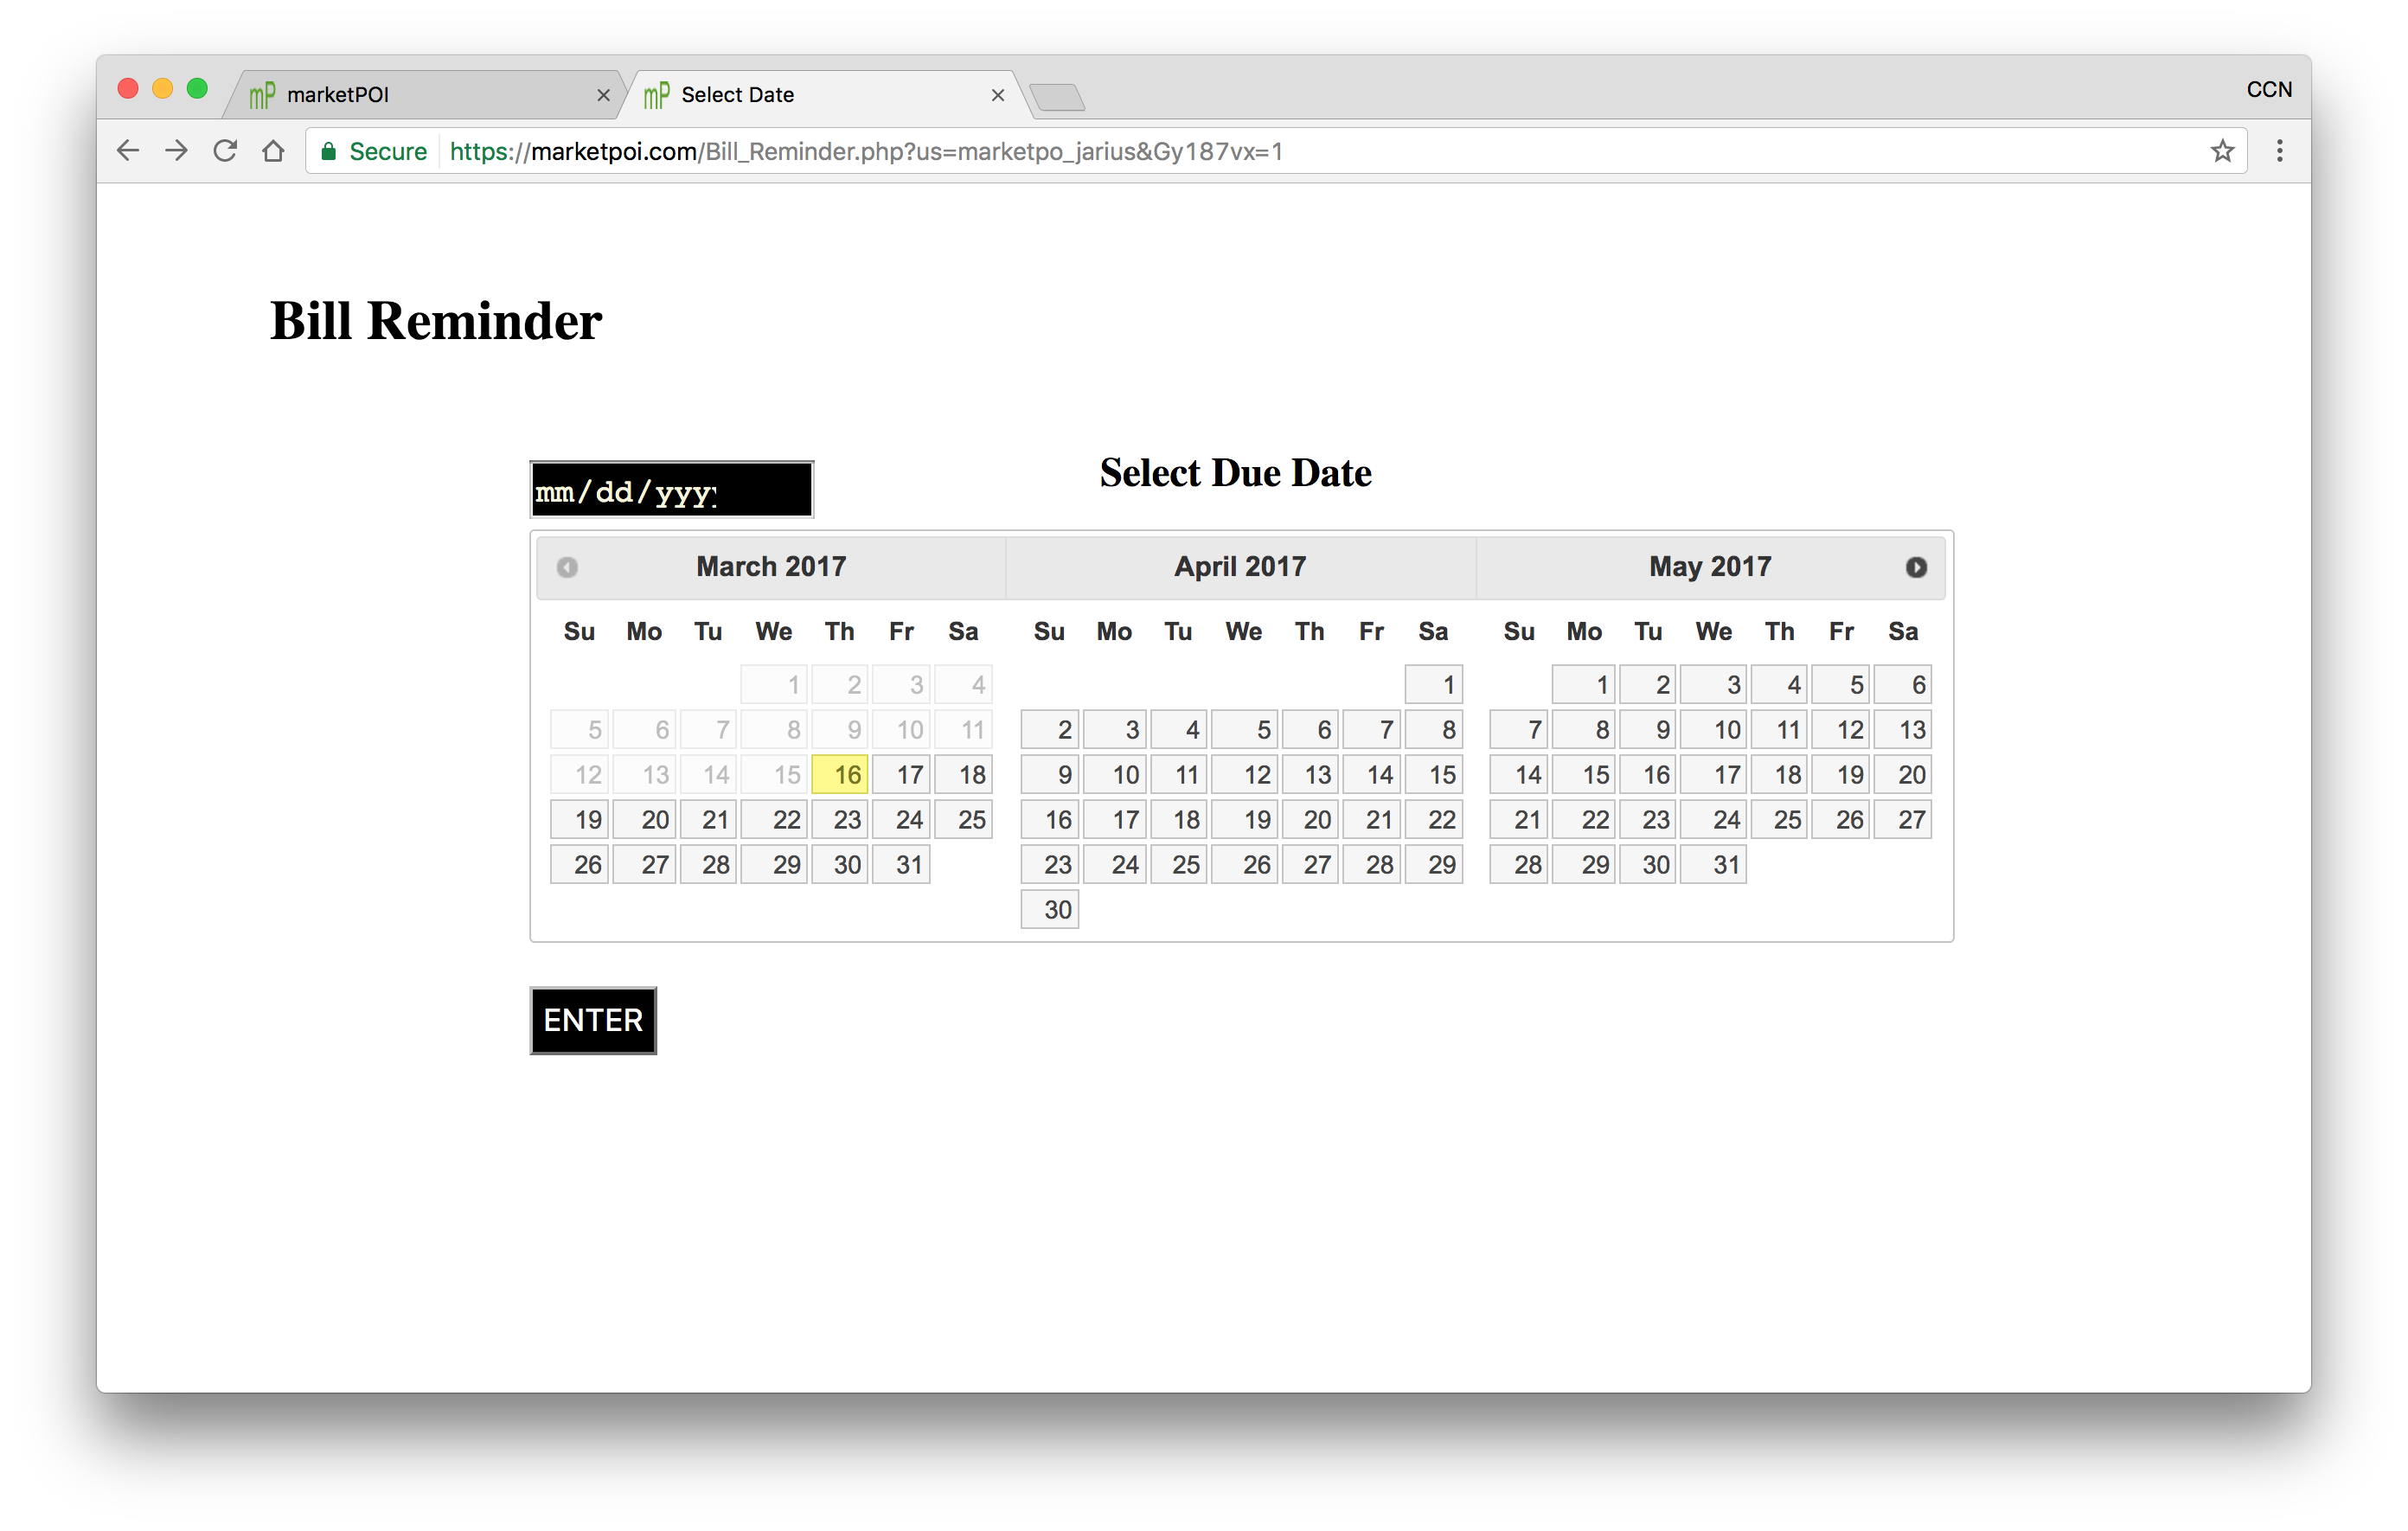 marketPOI
Select Date
CCN
Secure https://marketpoi.com/Bill_Reminder.php?us=marketpo_jarius&Gy187vx=1
Bill Reminder
mm/dd/yyyy
Select Due Date
March 2017 April 2017 May 2017
Su Mo Tu We Th Fr Sa Su Mo Tu We Th Fr Sa Su Mo Tu We Th Fr Sa
1 2 3 4 1 1 2 3 4 5 6
5 6 7 8 9 10 11 2 3 4 5 6 7 8 7 8 9 10 11 12 13
12 13 14 15 16 17 18 9 10 11 12 13 14 15 14 15 16 17 18 19 20
19 20 21 22 23 24 25 16 17 18 19 20 21 22 21 22 23 24 25 26 27
26 27 28 29 30 31 23 24 25 26 27 28 29 28 29 30 31
30
ENTER